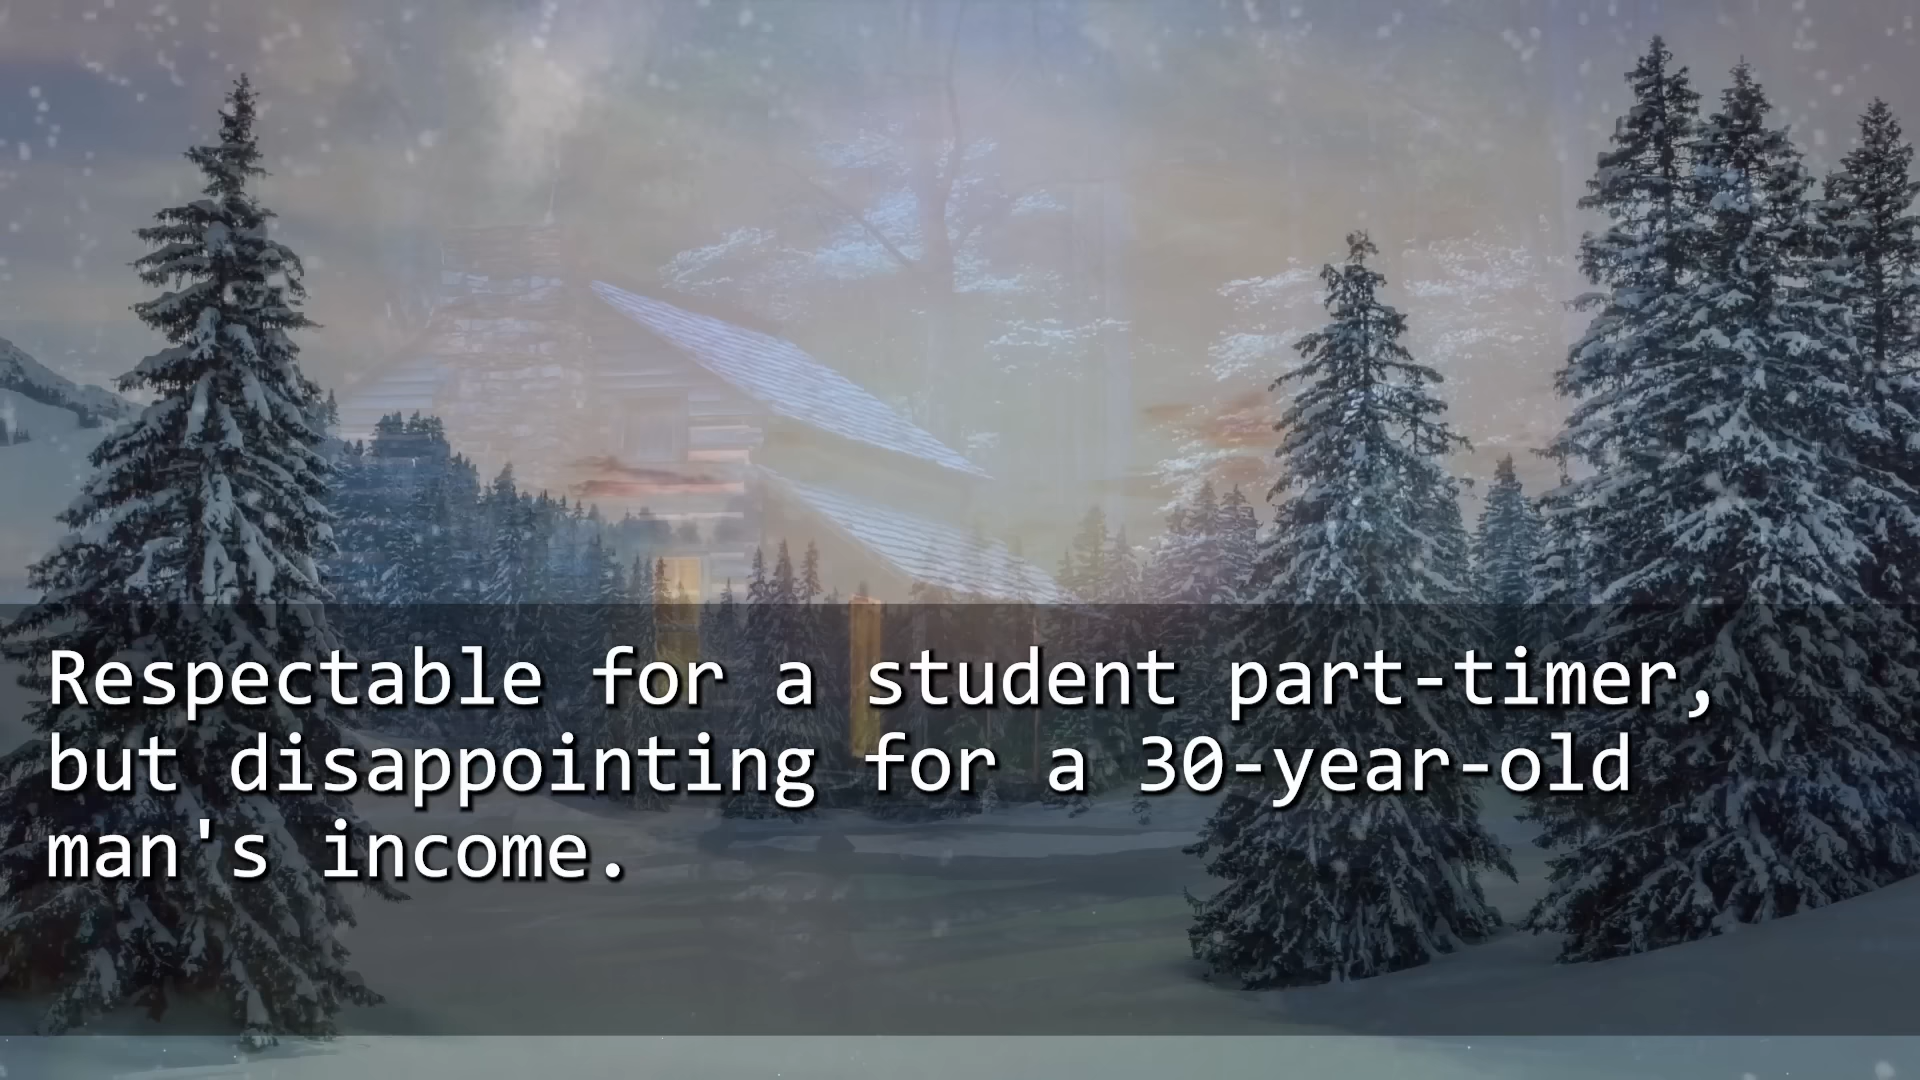 Respectable for a student part-timer,
but disappointing for a 30-year-old
man's income.